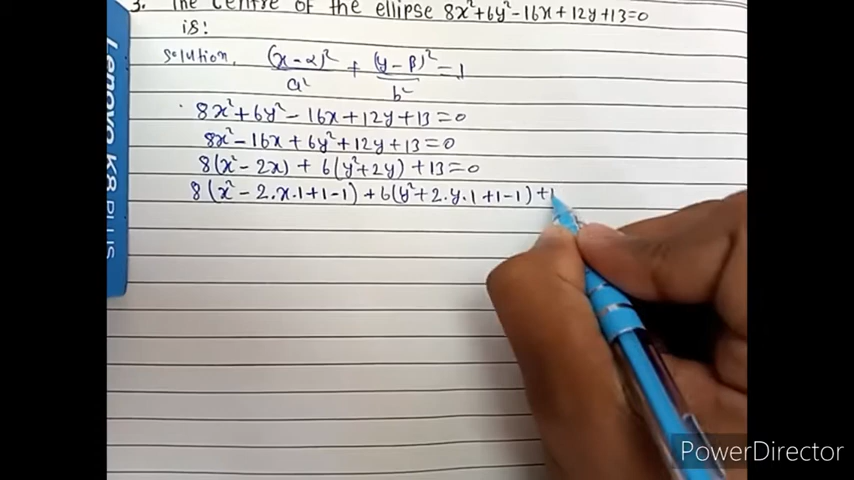 3. The centre of the ellipse 8x²+6y²-16x+12y+13=0
is:
Solution, (x-α)²/a² + (y-β)²/b² = 1
8x²+6y²-16x+12y+13=0
8x²-16x+6y²+12y+13=0
8(x²-2x)+6(y²+2y)+13=0
8(x²-2.x.1+1-1)+6(y²+2.y.1+1-1)+1
Lenovo K8 PLUS
PowerDirector